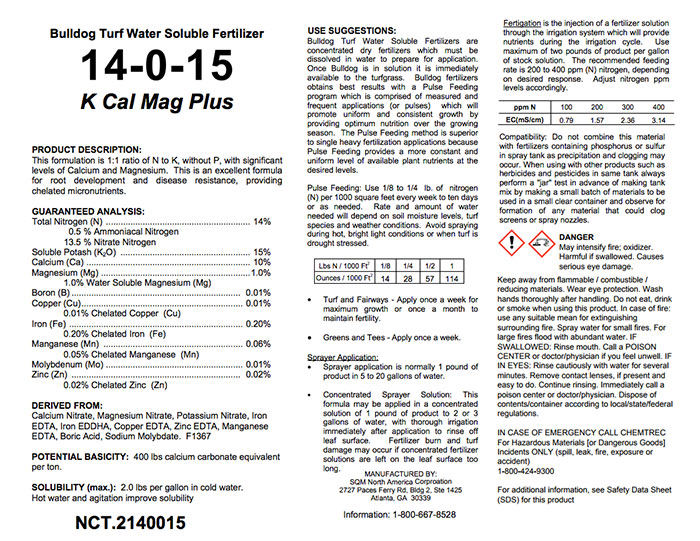 Bulldog Turf Water Soluble Fertilizer
14-0-15
K Cal Mag Plus
PRODUCT DESCRIPTION:
This formulation is 1:1 ratio of N to K, without P, with significant
levels of Calcium and Magnesium. This is an excellent formula
for root development and disease resistance, providing
chelated micronutrients.
GUARANTEED ANALYSIS:
Total Nitrogen (N) ................................................ 14%
0.5 % Ammoniacal Nitrogen
13.5 % Nitrate Nitrogen
Soluble Potash (K₂O) ............................................ 15%
Calcium (Ca) ....................................................... 10%
Magnesium (Mg) ..................................................1.0%
1.0% Water Soluble Magnesium (Mg)
Boron (B) ........................................................... 0.01%
Copper (Cu)........................................................ 0.01%
0.01% Chelated Copper (Cu)
Iron (Fe) ............................................................ 0.20%
0.20% Chelated Iron (Fe)
Manganese (Mn) ................................................ 0.06%
0.05% Chelated Manganese (Mn)
Molybdenum (Mo) .............................................. 0.01%
Zinc (Zn) ............................................................ 0.02%
0.02% Chelated Zinc (Zn)
DERIVED FROM:
Calcium Nitrate, Magnesium Nitrate, Potassium Nitrate, Iron
EDTA, Iron EDDHA, Copper EDTA, Zinc EDTA, Manganese
EDTA, Boric Acid, Sodium Molybdate. F1367
POTENTIAL BASICITY: 400 lbs calcium carbonate equivalent
per ton.
SOLUBILITY (max.): 2.0 lbs per gallon in cold water.
Hot water and agitation improve solubility
NCT.2140015
USE SUGGESTIONS:
Bulldog Turf Water Soluble Fertilizers are
concentrated dry fertilizers which must be
dissolved in water to prepare for application.
Once Bulldog is in solution it is immediately
available to the turfgrass. Bulldog fertilizers
obtains best results with a Pulse Feeding
program which is comprised of measured and
frequent applications (or pulses) which will
promote uniform and consistent growth by
providing optimum nutrition over the growing
season. The Pulse Feeding method is superior
to single heavy fertilization applications because
Pulse Feeding provides a more constant and
uniform level of available plant nutrients at the
desired levels.
Pulse Feeding: Use 1/8 to 1/4 lb. of nitrogen
(N) per 1000 square feet every week to ten days
or as needed. Rate and amount of water
needed will depend on soil moisture levels, turf
species and weather conditions. Avoid spraying
during hot, bright light conditions or when turf is
drought stressed.
Lbs N / 1000 Ft² 1/8 1/4 1/2 1
Ounces / 1000 Ft² 14 28 57 114
• Turf and Fairways - Apply once a week for
maximum growth or once a month to
maintain fertility.
• Greens and Tees - Apply once a week.
Sprayer Application:
• Sprayer application is normally 1 pound of
product in 5 to 20 gallons of water.
• Concentrated Sprayer Solution: This
formula may be applied in a concentrated
solution of 1 pound of product to 2 or 3
gallons of water, with thorough irrigation
immediately after application to rinse off
leaf surface. Fertilizer burn and turf
damage may occur if concentrated fertilizer
solutions are left on the leaf surface too
long.
MANUFACTURED BY:
SQM North America Corproation
2727 Paces Ferry Rd, Bldg 2, Ste 1425
Atlanta, GA 30339
Information: 1-800-667-8528
Fertigation is the injection of a fertilizer solution
through the irrigation system which will provide
nutrients during the irrigation cycle. Use
maximum of two pounds of product per gallon
of stock solution. The recommended feeding
rate is 200 to 400 ppm (N) nitrogen, depending
on desired response. Adjust nitrogen ppm
levels accordingly.
ppm N 100 200 300 400
EC(mS/cm) 0.79 1.57 2.36 3.14
Compatibility: Do not combine this material
with fertilizers containing phosphorus or sulfur
in spray tank as precipitation and clogging may
occur. When using with other products such as
herbicides and pesticides in same tank always
perform a "jar" test in advance of making tank
mix by making a small batch of materials to be
used in a small clear container and observe for
formation of any material that could clog
screens or spray nozzles.
DANGER
May intensify fire; oxidizer.
Harmful if swallowed. Causes
serious eye damage.
Keep away from flammable / combustible /
reducing materials. Wear eye protection. Wash
hands thoroughly after handling. Do not eat, drink
or smoke when using this product. In case of fire:
use any suitable mean for extinguishing
surrounding fire. Spray water for small fires. For
large fires flood with abundant water. IF
SWALLOWED: Rinse mouth. Call a POISON
CENTER or doctor/physician if you feel unwell. IF
IN EYES: Rinse cautiously with water for several
minutes. Remove contact lenses, if present and
easy to do. Continue rinsing. Immediately call a
poison center or doctor/physician. Dispose of
contents/container according to local/state/federal
regulations.
IN CASE OF EMERGENCY CALL CHEMTREC
For Hazardous Materials [or Dangerous Goods]
Incidents ONLY (spill, leak, fire, exposure or
accident)
1-800-424-9300
For additional information, see Safety Data Sheet
(SDS) for this product